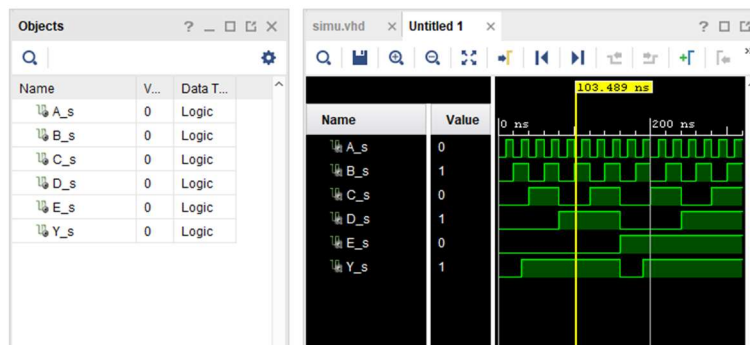 Objects
Name V... Data T...
A_s 0 Logic
B_s 0 Logic
C_s 0 Logic
D_s 0 Logic
E_s 0 Logic
Y_s 0 Logic
simu.vhd × Untitled 1 ×
103.489 ns
Name Value
0 ns 200 ns
A_s 0
B_s 1
C_s 0
D_s 1
E_s 0
Y_s 1